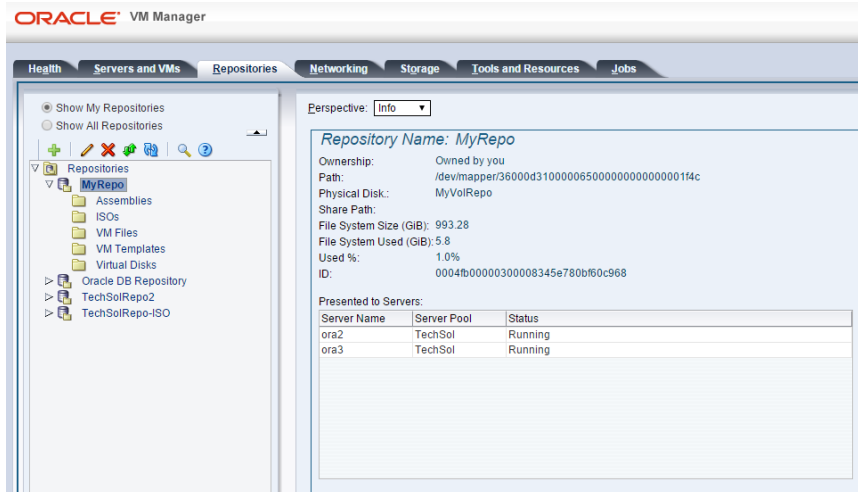 ORACLE® VM Manager
Health Servers and VMs Repositories Networking Storage Tools and Resources Jobs
Show My Repositories
Show All Repositories
Repositories
MyRepo
Assemblies
ISOs
VM Files
VM Templates
Virtual Disks
Oracle DB Repository
TechSolRepo2
TechSolRepo-ISO
Perspective: Info
Repository Name: MyRepo
Ownership: Owned by you
Path: /dev/mapper/36000d310000065000000000000001f4c
Physical Disk.: MyVolRepo
Share Path:
File System Size (GiB): 993.28
File System Used (GiB): 5.8
Used %: 1.0%
ID: 0004fb00000300008345e780bf60c968
Presented to Servers:
Server Name Server Pool Status
ora2 TechSol Running
ora3 TechSol Running